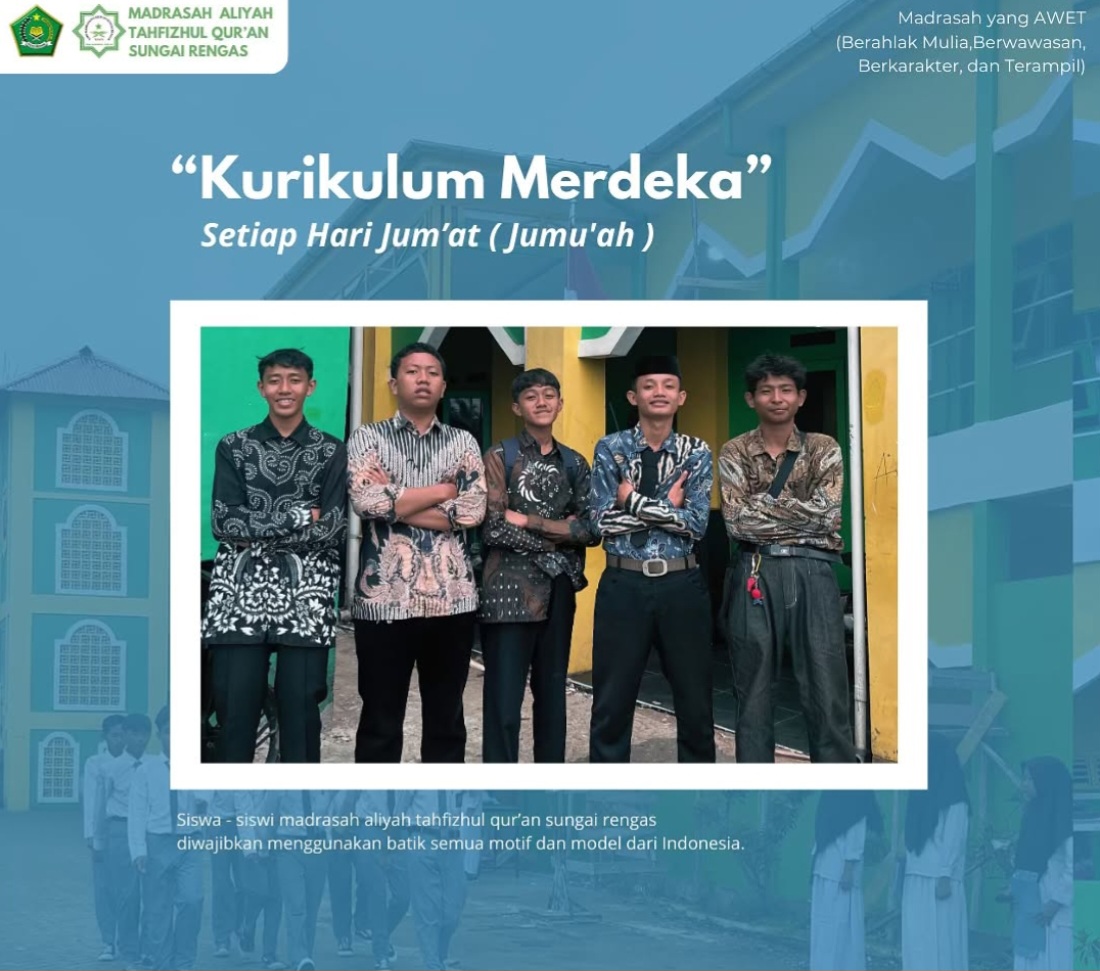 MADRASAH ALIYAH
TAHFIZHUL QUR'AN
SUNGAI RENGAS
Madrasah yang AWET
(Berahlak Mulia,Berwawasan,
Berkarakter, dan Terampil)
“Kurikulum Merdeka”
Setiap Hari Jum’at ( Jumu'ah )
Siswa - siswi madrasah aliyah tahfizhul qur’an sungai rengas
diwajibkan menggunakan batik semua motif dan model dari Indonesia.